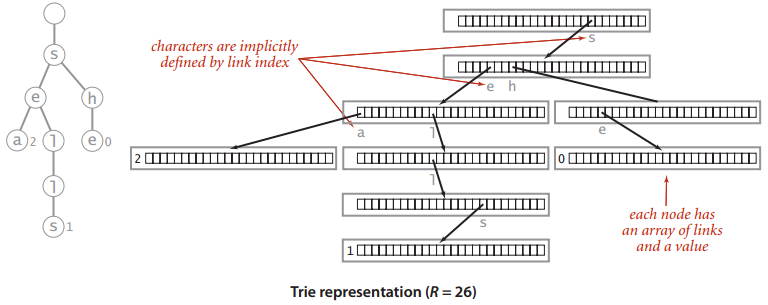 s
e h
a 2 l e 0
l
s 1
characters are implicitly
defined by link index
s
e h
a l e
2 0
l
s
1
each node has
an array of links
and a value
Trie representation (R = 26)